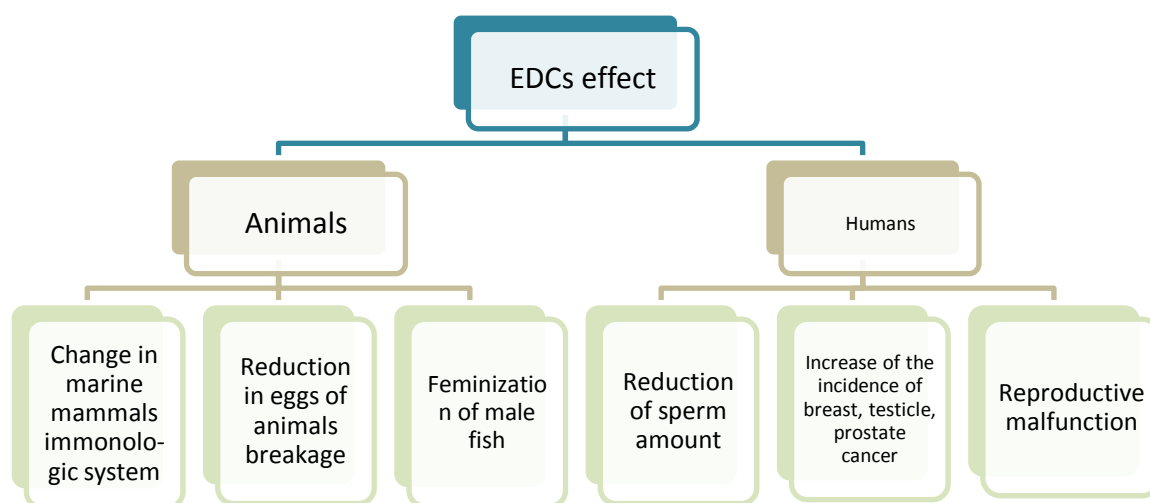 EDCs effect
Animals
Humans
Change in
marine
mammals
immonolo-
gic system
Reduction
in eggs of
animals
breakage
Feminizatio
n of male
fish
Reduction
of sperm
amount
Increase of the
incidence of
breast, testicle,
prostate
cancer
Reproductive
malfunction